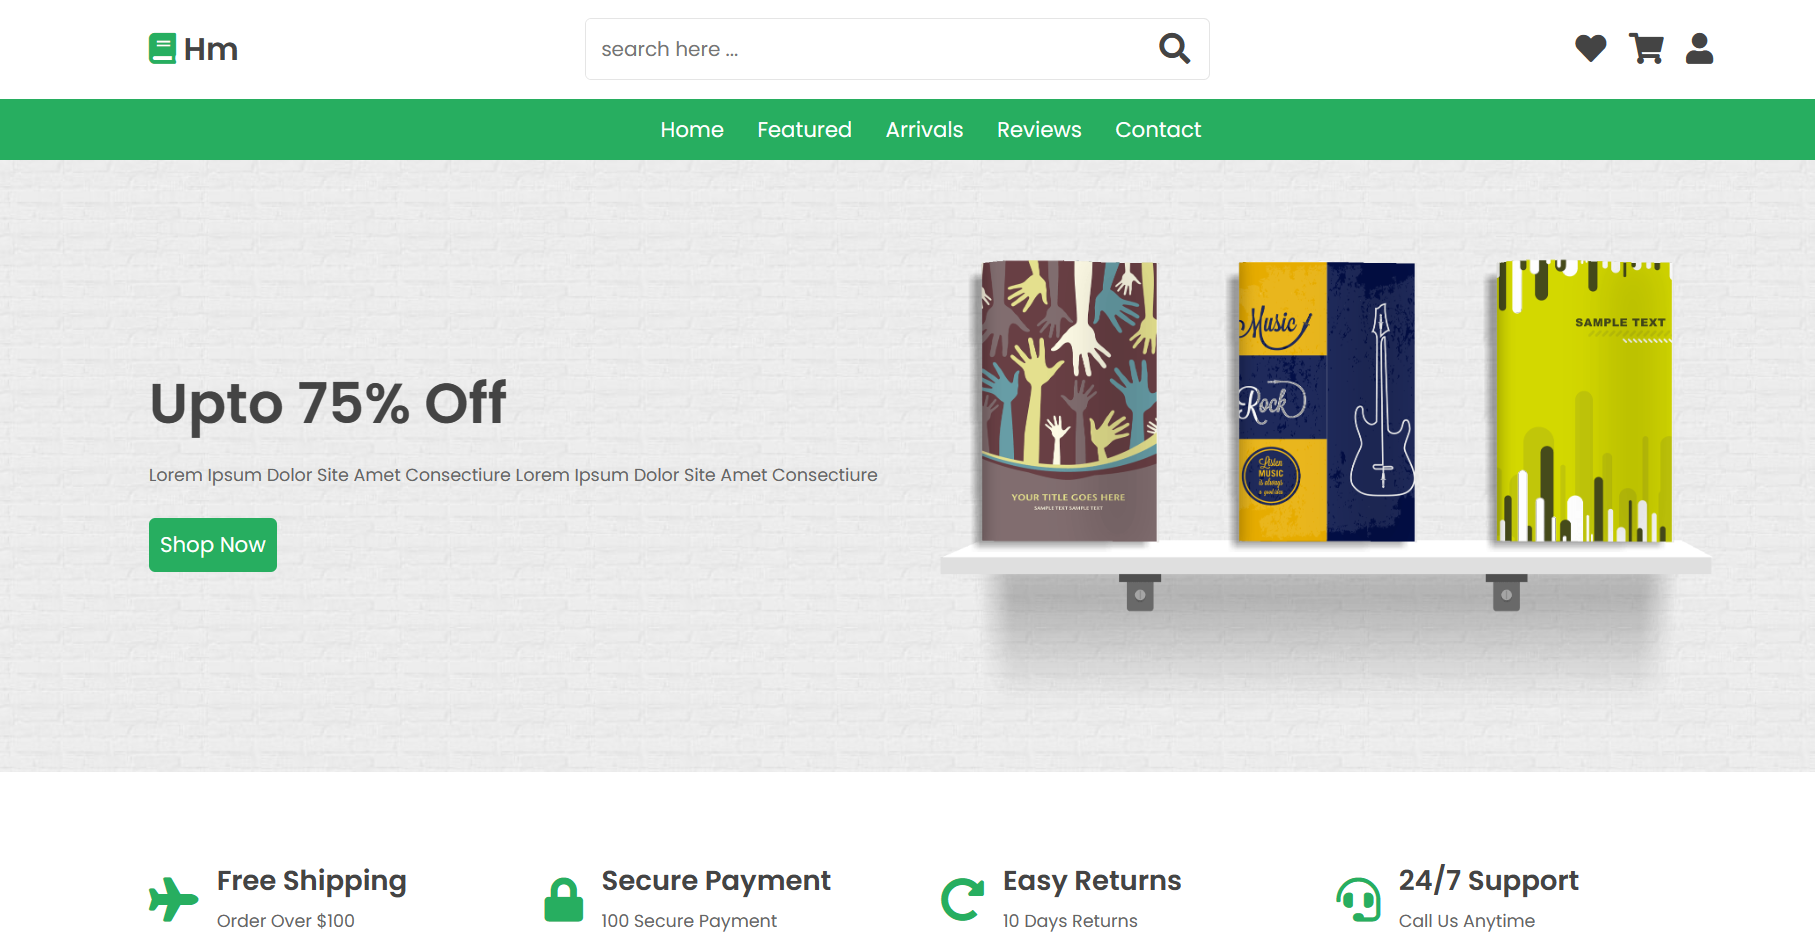 Hm
search here ...
Home Featured Arrivals Reviews Contact
Upto 75% Off
Lorem Ipsum Dolor Site Amet Consectiure Lorem Ipsum Dolor Site Amet Consectiure
Shop Now
YOUR TITLE GOES HERE
SAMPLE TEXT SAMPLE TEXT
Music
Rock
Listen
MUSIC
is always
a good idea
SAMPLE TEXT
Free Shipping
Order Over $100
Secure Payment
100 Secure Payment
Easy Returns
10 Days Returns
24/7 Support
Call Us Anytime